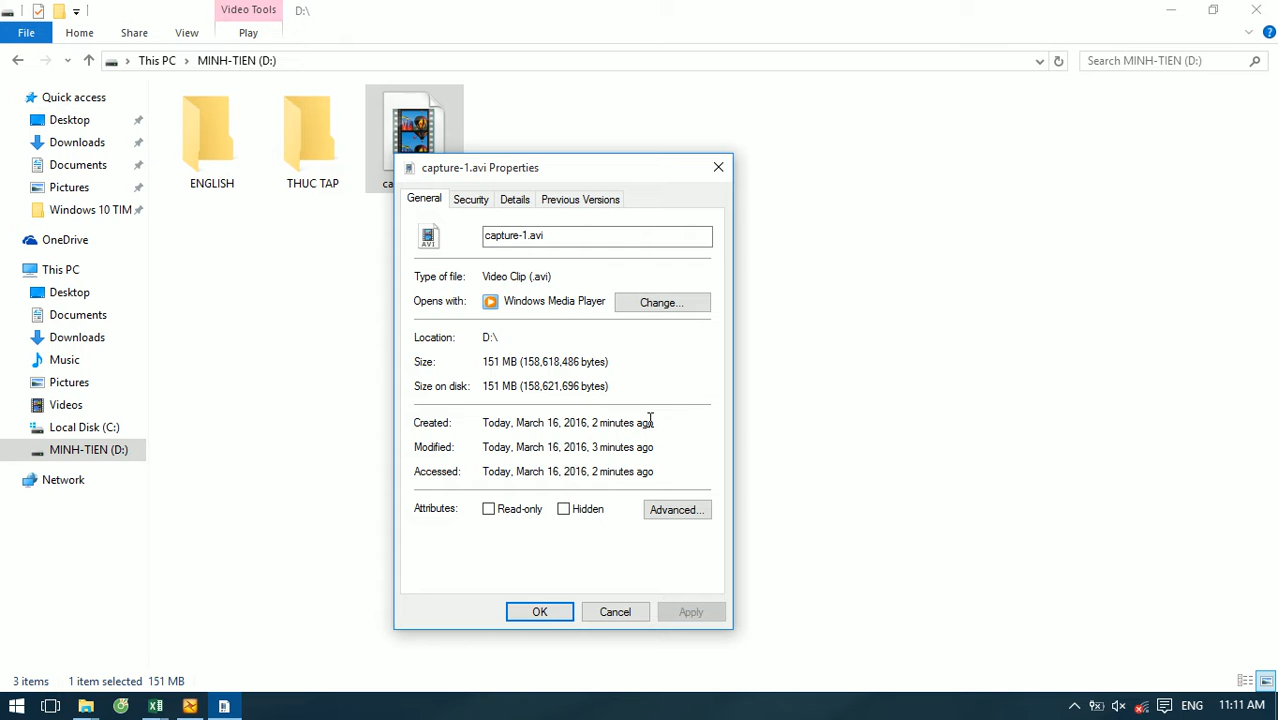 Video Tools
D:\
File
Home
Share
View
Play
This PC
MINH-TIEN (D:)
Search MINH-TIEN (D:)
Quick access
Desktop
Downloads
Documents
Pictures
Windows 10 TIM
OneDrive
This PC
Desktop
Documents
Downloads
Music
Pictures
Videos
Local Disk (C:)
MINH-TIEN (D:)
Network
ENGLISH
THUC TAP
capture-1.avi Properties
General
Security
Details
Previous Versions
AVI
capture-1.avi
Type of file:
Video Clip (.avi)
Opens with:
Windows Media Player
Change...
Location:
D:\
Size:
151 MB (158,618,486 bytes)
Size on disk:
151 MB (158,621,696 bytes)
Created:
Today, March 16, 2016, 2 minutes ago
Modified:
Today, March 16, 2016, 3 minutes ago
Accessed:
Today, March 16, 2016, 2 minutes ago
Attributes:
Read-only
Hidden
Advanced...
OK
Cancel
Apply
3 items
1 item selected
151 MB
ENG
11:11 AM